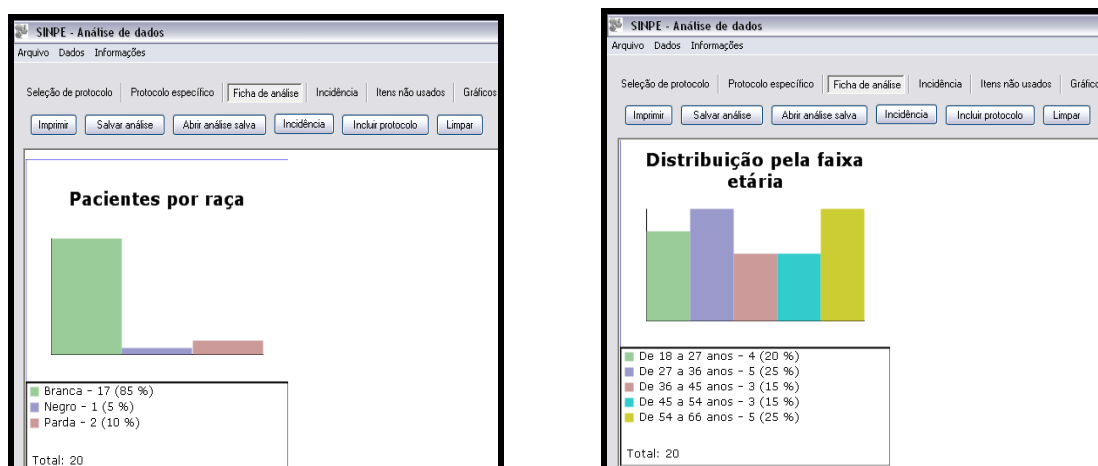 SINPE - Análise de dados
Arquivo Dados Informações
Seleção de protocolo Protocolo específico Ficha de análise Incidência Itens não usados Gráficos
Imprimir Salvar análise Abrir análise salva Incidência Incluir protocolo Limpar
Pacientes por raça
Branca - 17 (85 %)
Negro - 1 (5 %)
Parda - 2 (10 %)
Total: 20
SINPE - Análise de dados
Arquivo Dados Informações
Seleção de protocolo Protocolo específico Ficha de análise Incidência Itens não usados Gráfico
Imprimir Salvar análise Abrir análise salva Incidência Incluir protocolo Limpar
Distribuição pela faixa
etária
De 18 a 27 anos - 4 (20 %)
De 27 a 36 anos - 5 (25 %)
De 36 a 45 anos - 3 (15 %)
De 45 a 54 anos - 3 (15 %)
De 54 a 66 anos - 5 (25 %)
Total: 20